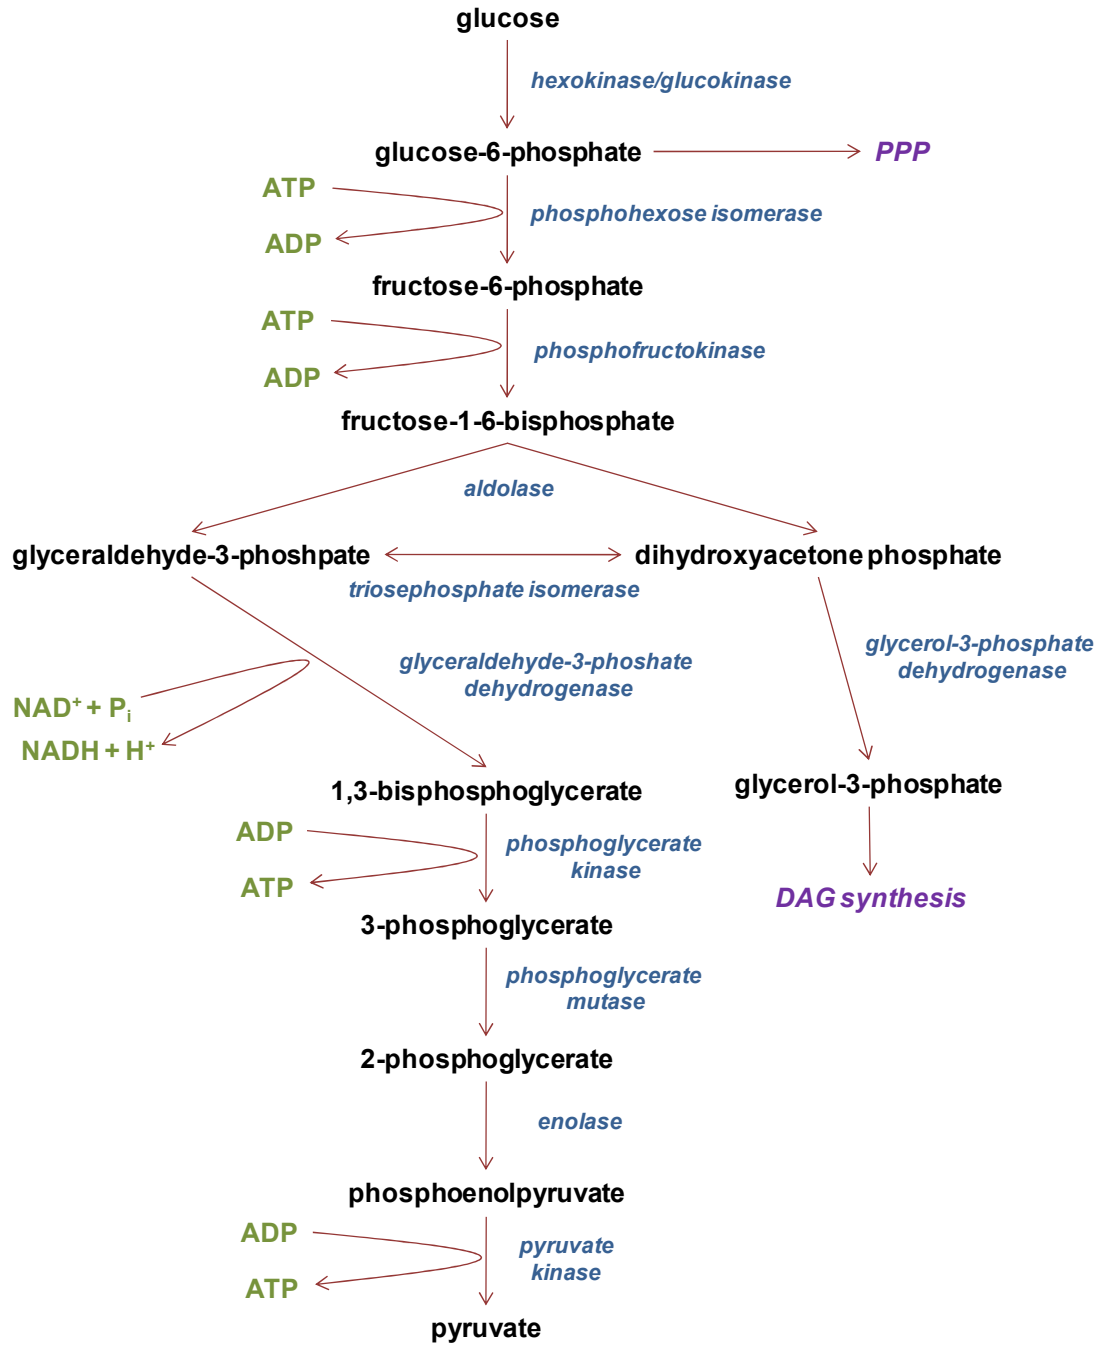 glucose
hexokinase/glucokinase
glucose-6-phosphate
PPP
ATP
phosphohexose isomerase
ADP
fructose-6-phosphate
ATP
phosphofructokinase
ADP
fructose-1-6-bisphosphate
aldolase
glyceraldehyde-3-phoshpate
dihydroxyacetone phosphate
triosephosphate isomerase
glyceraldehyde-3-phoshate
dehydrogenase
glycerol-3-phosphate
dehydrogenase
NAD⁺ + Pᵢ
NADH + H⁺
1,3-bisphosphoglycerate
glycerol-3-phosphate
ADP
phosphoglycerate
kinase
ATP
DAG synthesis
3-phosphoglycerate
phosphoglycerate
mutase
2-phosphoglycerate
enolase
phosphoenolpyruvate
ADP
pyruvate
kinase
ATP
pyruvate